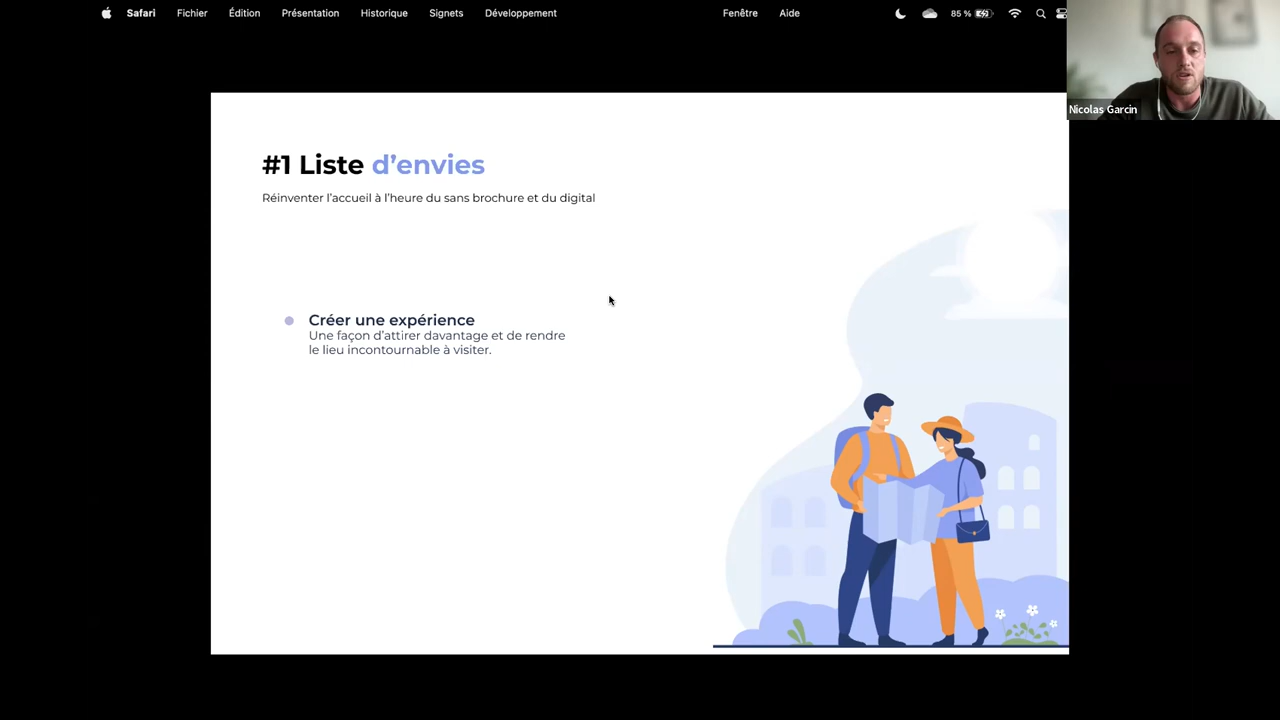 Safari Fichier Édition Présentation Historique Signets Développement Fenêtre Aide 85 %
Nicolas Garcin
#1 Liste d’envies
Réinventer l’accueil à l’heure du sans brochure et du digital
Créer une expérience
Une façon d’attirer davantage et de rendre
le lieu incontournable à visiter.